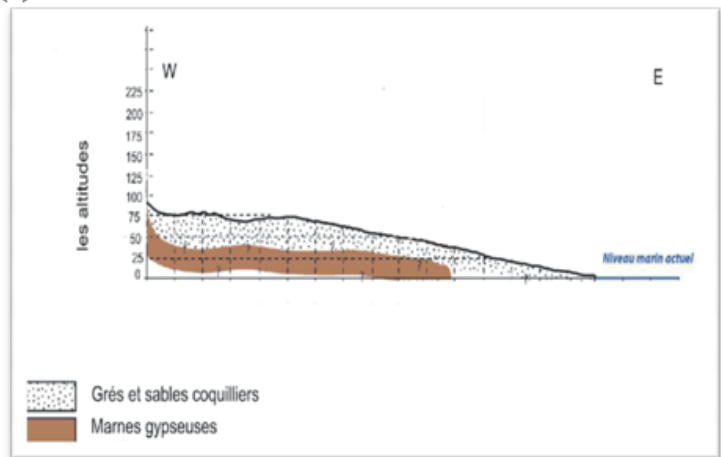 W
E
225
200
175
150
125
100
75
50
25
0
les altitudes
Niveau marin actuel
Grés et sables coquilliers
Marnes gypseuses